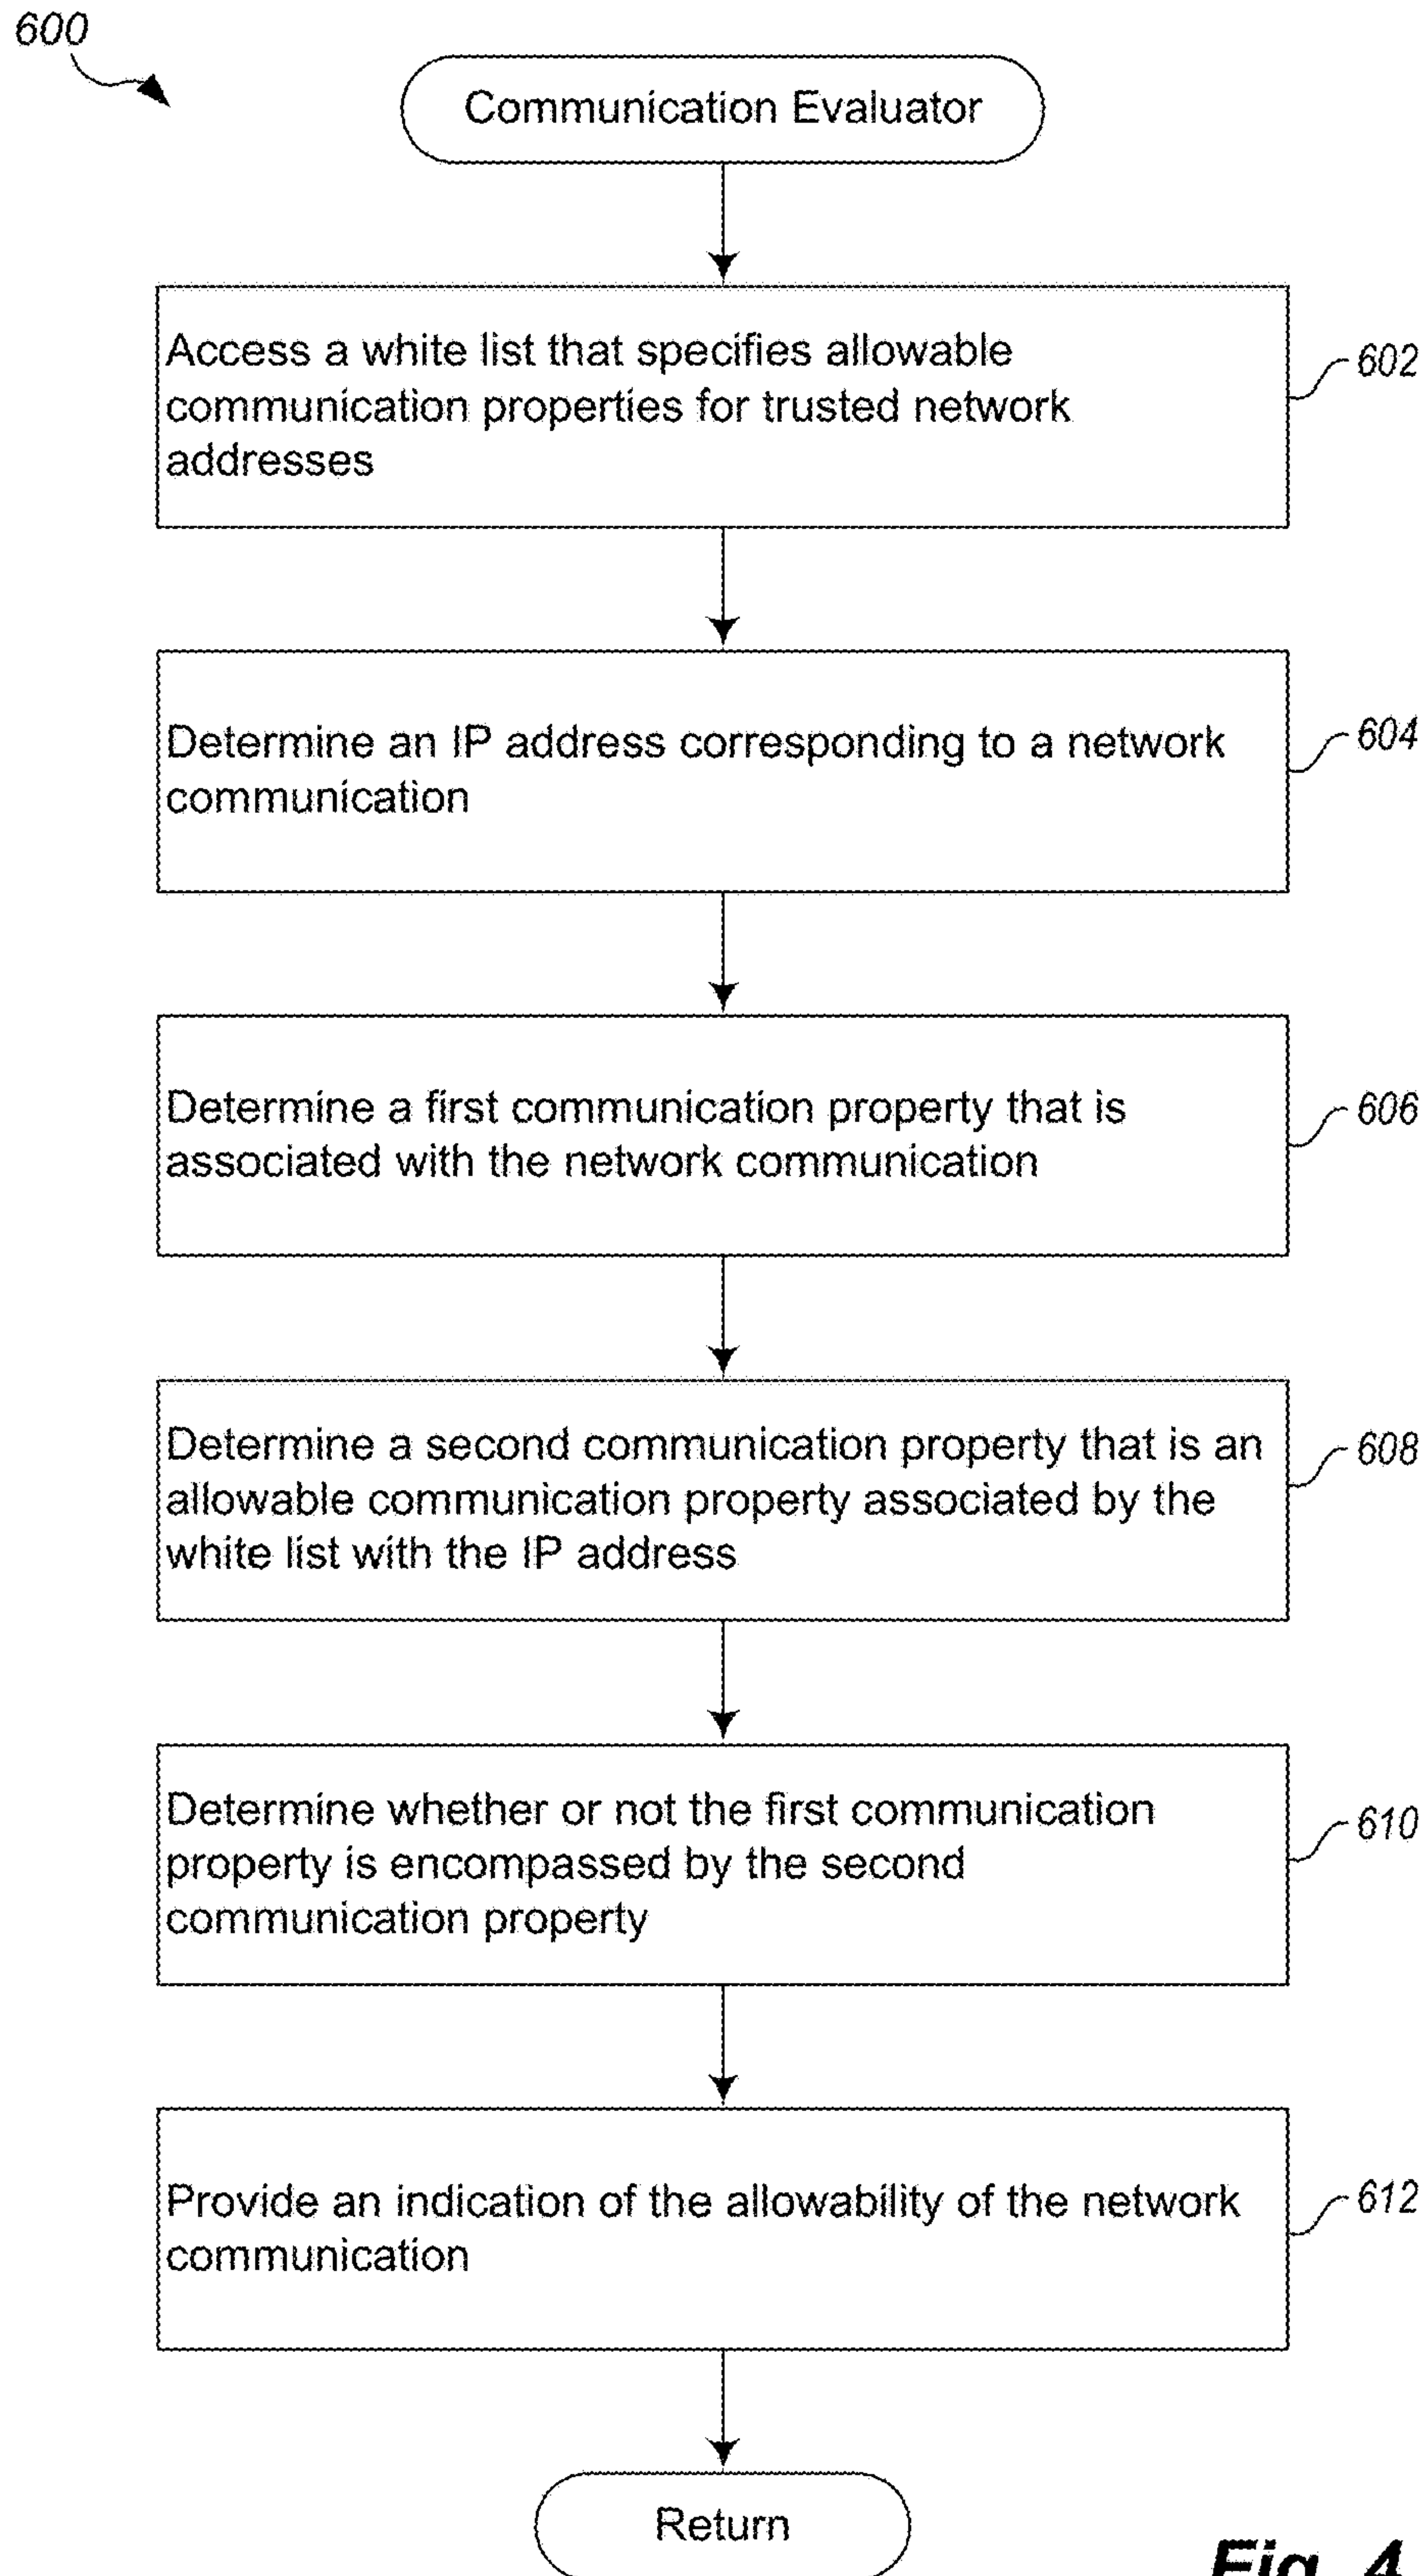 600
Communication Evaluator
Access a white list that specifies allowable
communication properties for trusted network
addresses
602
Determine an IP address corresponding to a network
communication
604
Determine a first communication property that is
associated with the network communication
606
Determine a second communication property that is an
allowable communication property associated by the
white list with the IP address
608
Determine whether or not the first communication
property is encompassed by the second
communication property
610
Provide an indication of the allowability of the network
communication
612
Return
Fig. 4